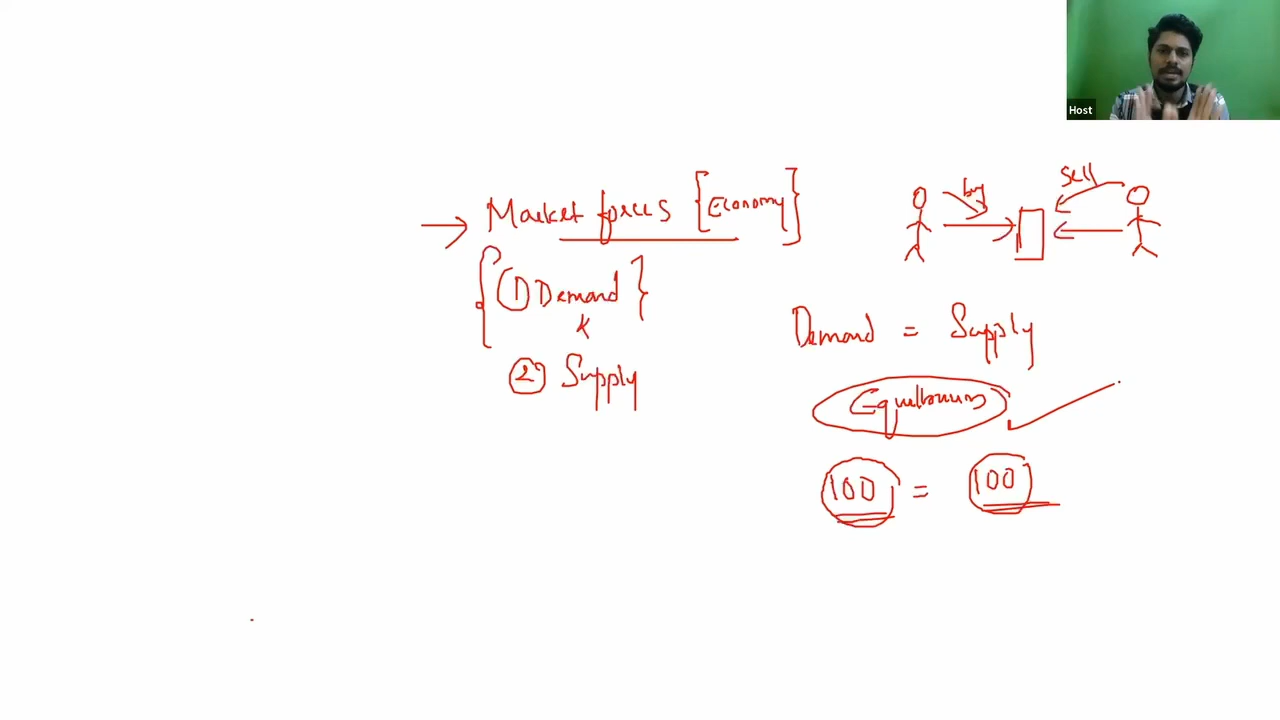 Host
→ Market forces [Economy]
buy
sell
{① Demand}
&
② Supply
Demand = Supply
Equilibrium
100 = 100